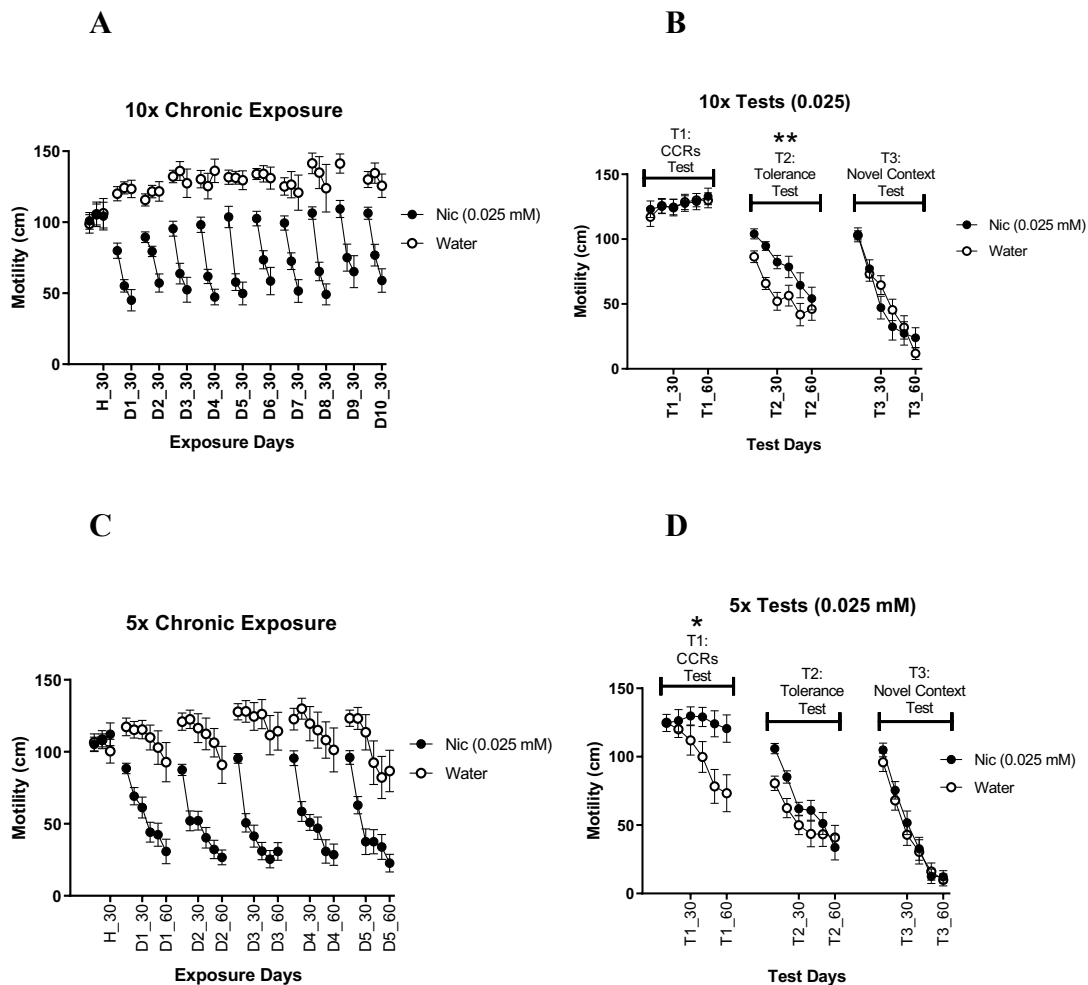 A
B
10x Chronic Exposure
150
100
50
0
Motility (cm)
H_30
D1_30
D2_30
D3_30
D4_30
D5_30
D6_30
D7_30
D8_30
D9_30
D10_30
Exposure Days
Nic (0.025 mM)
Water
10x Tests (0.025)
T1:
CCRs
Test
**
T2:
Tolerance
Test
T3:
Novel Context
Test
150
100
50
0
Motility (cm)
T1_30
T1_60
T2_30
T2_60
T3_30
T3_60
Test Days
Nic (0.025 mM)
Water
C
D
5x Chronic Exposure
150
100
50
0
Motility (cm)
H_30
D1_30
D1_60
D2_30
D2_60
D3_30
D3_60
D4_30
D4_60
D5_30
D5_60
Exposure Days
Nic (0.025 mM)
Water
5x Tests (0.025 mM)
*
T1:
CCRs
Test
T2:
Tolerance
Test
T3:
Novel Context
Test
150
100
50
0
Motility (cm)
T1_30
T1_60
T2_30
T2_60
T3_30
T3_60
Test Days
Nic (0.025 mM)
Water